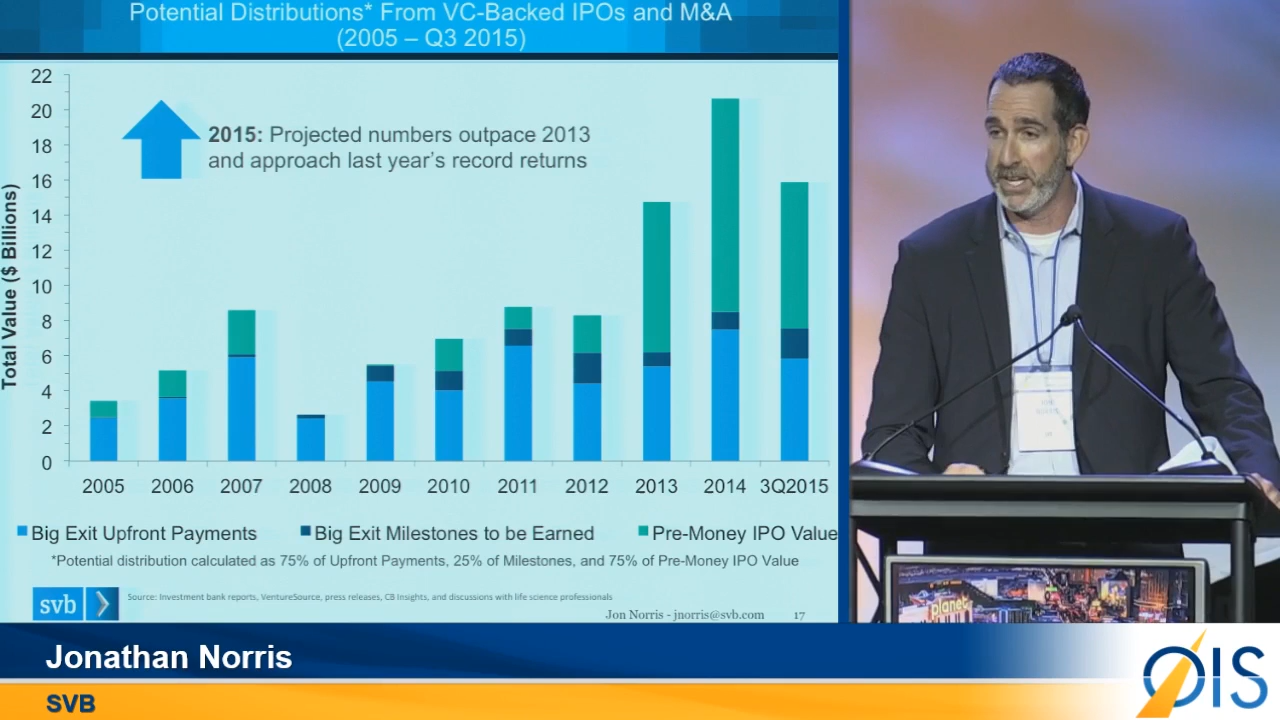 Potential Distributions* From VC-Backed IPOs and M&A
(2005 – Q3 2015)
Total Value ($ Billions)
22
20
18
16
14
12
10
8
6
4
2
0
2015: Projected numbers outpace 2013
and approach last year's record returns
2005 2006 2007 2008 2009 2010 2011 2012 2013 2014 3Q2015
Big Exit Upfront Payments Big Exit Milestones to be Earned Pre-Money IPO Value
*Potential distribution calculated as 75% of Upfront Payments, 25% of Milestones, and 75% of Pre-Money IPO Value
svb
Source: Investment bank reports, VentureSource, press releases, CB Insights, and discussions with life science professionals
Jon Norris - jnorris@svb.com 17
planet
Jonathan Norris
SVB
OIS